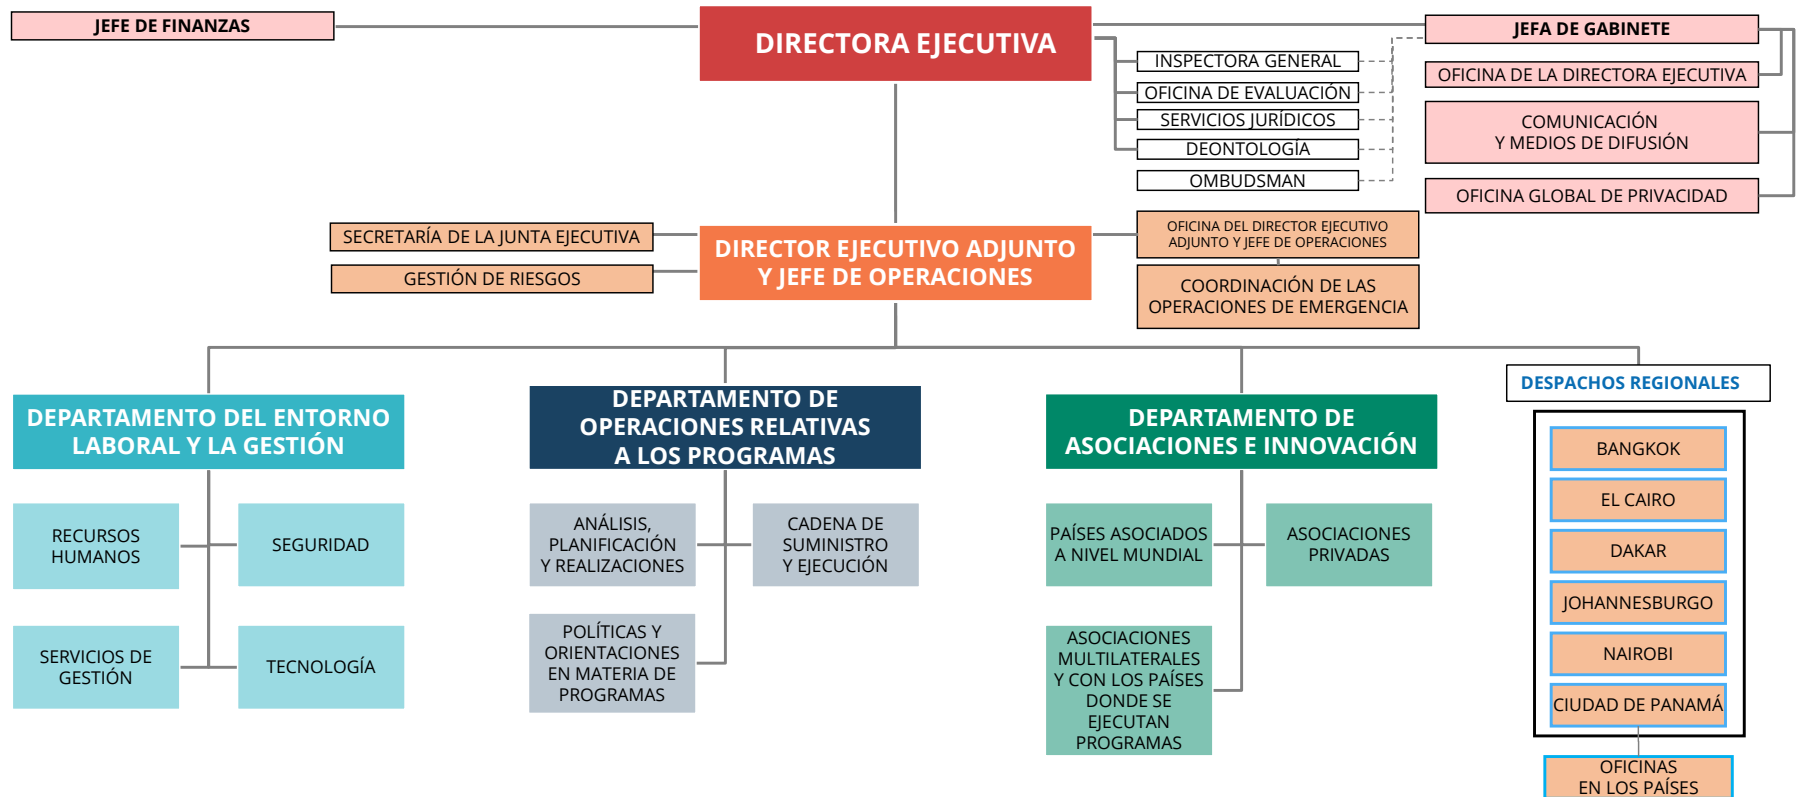 JEFE DE FINANZAS
DIRECTORA EJECUTIVA
JEFA DE GABINETE
INSPECTORA GENERAL
OFICINA DE EVALUACIÓN
SERVICIOS JURÍDICOS
DEONTOLOGÍA
OMBUDSMAN
OFICINA DE LA DIRECTORA EJECUTIVA
COMUNICACIÓN
Y MEDIOS DE DIFUSIÓN
OFICINA GLOBAL DE PRIVACIDAD
SECRETARÍA DE LA JUNTA EJECUTIVA
GESTIÓN DE RIESGOS
DIRECTOR EJECUTIVO ADJUNTO
Y JEFE DE OPERACIONES
OFICINA DEL DIRECTOR EJECUTIVO
ADJUNTO Y JEFE DE OPERACIONES
COORDINACIÓN DE LAS
OPERACIONES DE EMERGENCIA
DEPARTAMENTO DEL ENTORNO
LABORAL Y LA GESTIÓN
RECURSOS
HUMANOS
SEGURIDAD
SERVICIOS DE
GESTIÓN
TECNOLOGÍA
DEPARTAMENTO DE
OPERACIONES RELATIVAS
A LOS PROGRAMAS
ANÁLISIS,
PLANIFICACIÓN
Y REALIZACIONES
CADENA DE
SUMINISTRO
Y EJECUCIÓN
POLÍTICAS Y
ORIENTACIONES
EN MATERIA DE
PROGRAMAS
DEPARTAMENTO DE
ASOCIACIONES E INNOVACIÓN
PAÍSES ASOCIADOS
A NIVEL MUNDIAL
ASOCIACIONES
PRIVADAS
ASOCIACIONES
MULTILATERALES
Y CON LOS PAÍSES
DONDE SE
EJECUTAN
PROGRAMAS
DESPACHOS REGIONALES
BANGKOK
EL CAIRO
DAKAR
JOHANNESBURGO
NAIROBI
CIUDAD DE PANAMÁ
OFICINAS
EN LOS PAÍSES